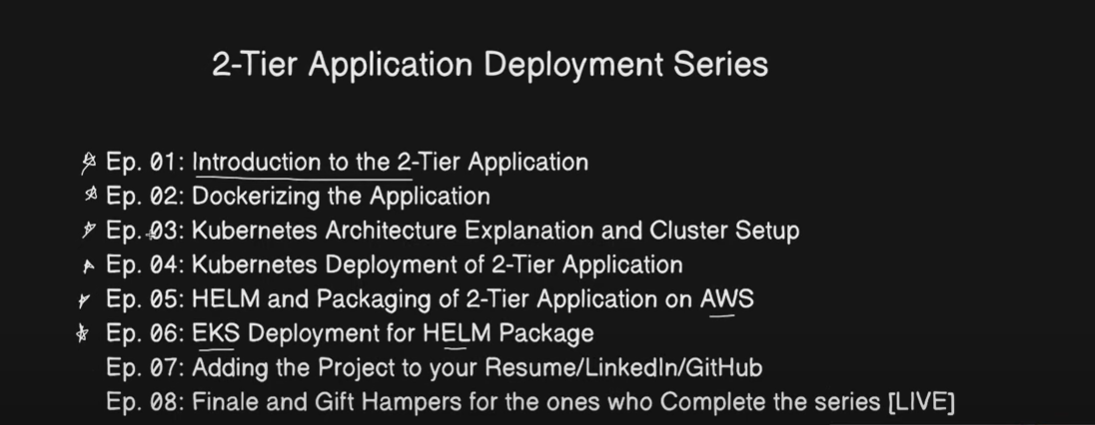 2-Tier Application Deployment Series
Ep. 01: Introduction to the 2-Tier Application
Ep. 02: Dockerizing the Application
Ep. 03: Kubernetes Architecture Explanation and Cluster Setup
Ep. 04: Kubernetes Deployment of 2-Tier Application
Ep. 05: HELM and Packaging of 2-Tier Application on AWS
Ep. 06: EKS Deployment for HELM Package
Ep. 07: Adding the Project to your Resume/LinkedIn/GitHub
Ep. 08: Finale and Gift Hampers for the ones who Complete the series [LIVE]